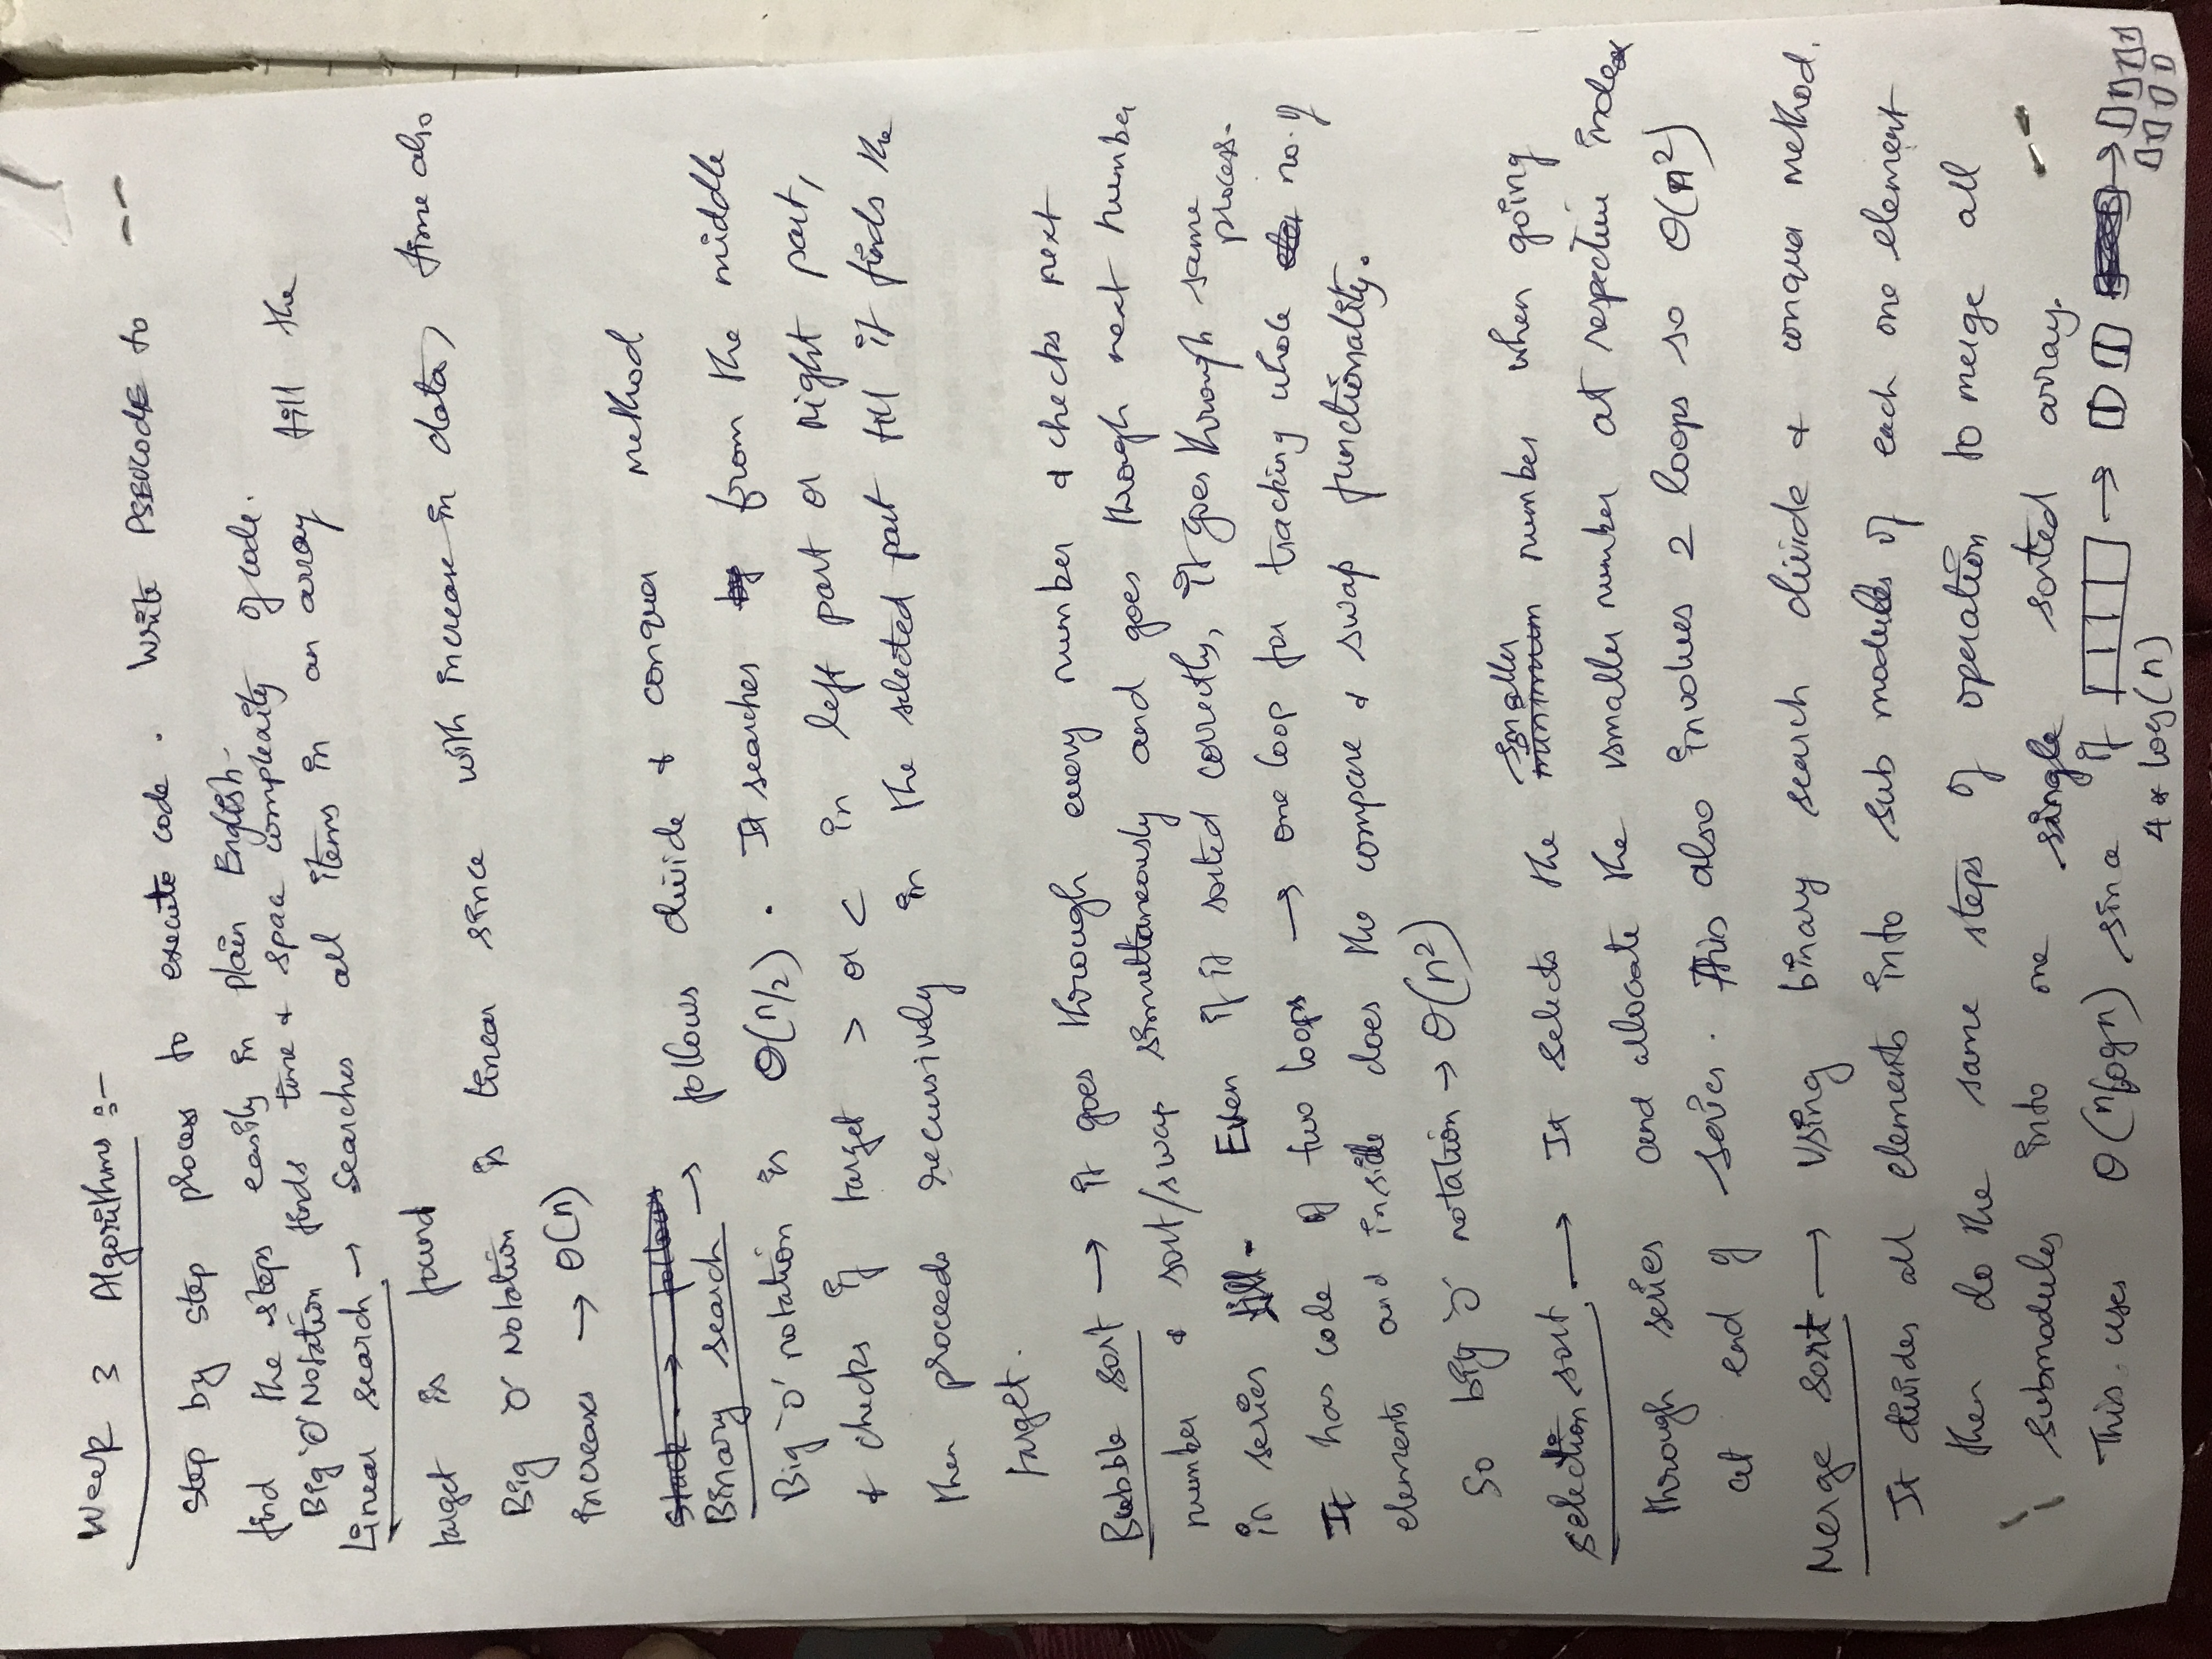 Week 3 Algorithms :-
Step by step process to execute code. Write PSEUCODE to
find the steps easily in plain English.
Big 'O' Notation finds time & space complexity of code.
Linear search → Searches all items in an array till the
target is found
Big 'O' Notation is linear since with increase in data, time also
increases → O(n)
Stack → follows
Binary search → follows divide & conquer method
Big 'O' notation is O(n/2). It searches by from the middle
& checks if target > or < in left part or right part,
then proceeds recursively in the selected part till it finds the
target.
Bubble sort → it goes through every number & checks next
number & sort/swap simultaneously and goes throgh next number
in series till. Even if it sorted correctly, it goes through same
process.
It has code of two loops → one loop for tracking whole no. of
elements and inside does the compare & swap functionality.
So big 'O' notation → O(n²)
smaller
Selection sort → It selects the minimum number when going
through series and allocate the smaller number at respective index
at end of series. This also involves 2 loops so O(n²)
Merge sort → Using binary search divide & conquer method.
It divides all elements into sub modules of each one element
then do the same steps of operation to merge all
submodules into one single sorted array.
This uses O(nlogn) since if → →
4 * log(n)